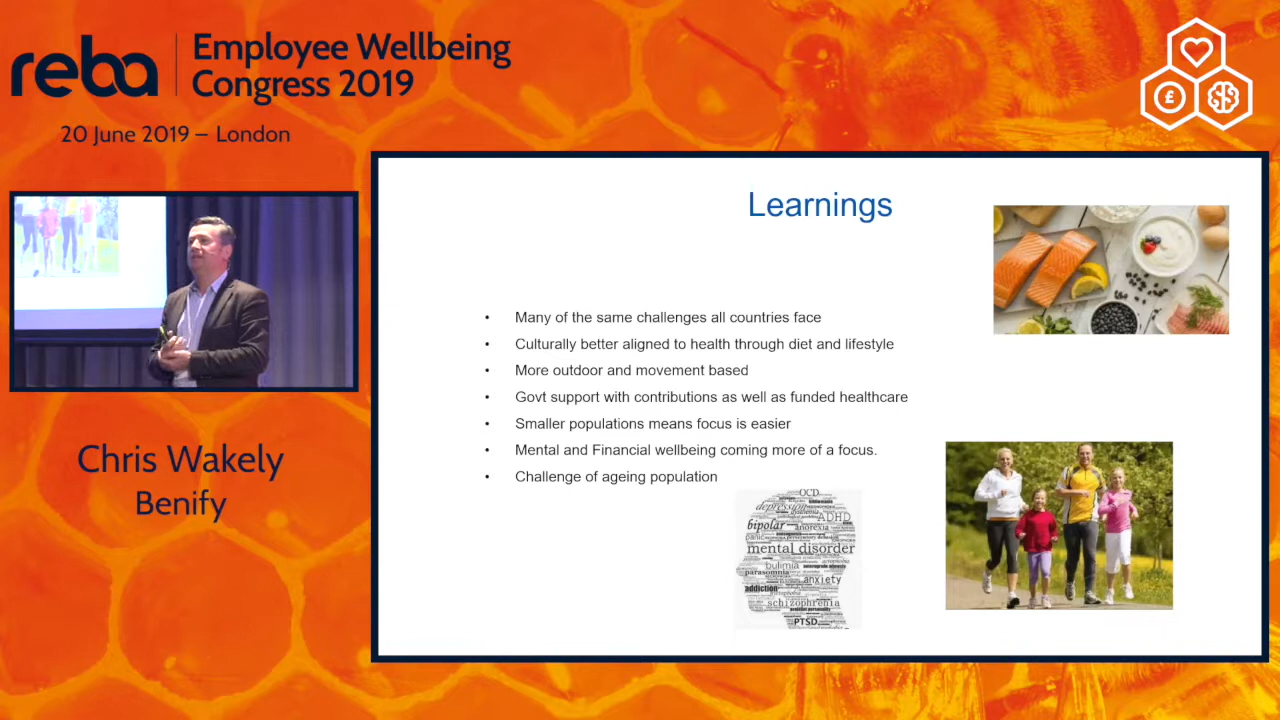 reba
Employee Wellbeing
Congress 2019
20 June 2019 – London
£
Chris Wakely
Benify
Learnings
• Many of the same challenges all countries face
• Culturally better aligned to health through diet and lifestyle
• More outdoor and movement based
• Govt support with contributions as well as funded healthcare
• Smaller populations means focus is easier
• Mental and Financial wellbeing coming more of a focus.
• Challenge of ageing population
OCD
depression
ADHD
bipolar
anorexia
panic
mental disorder
bulimia
parasomnia
anxiety
addiction
schizophrenia
PTSD